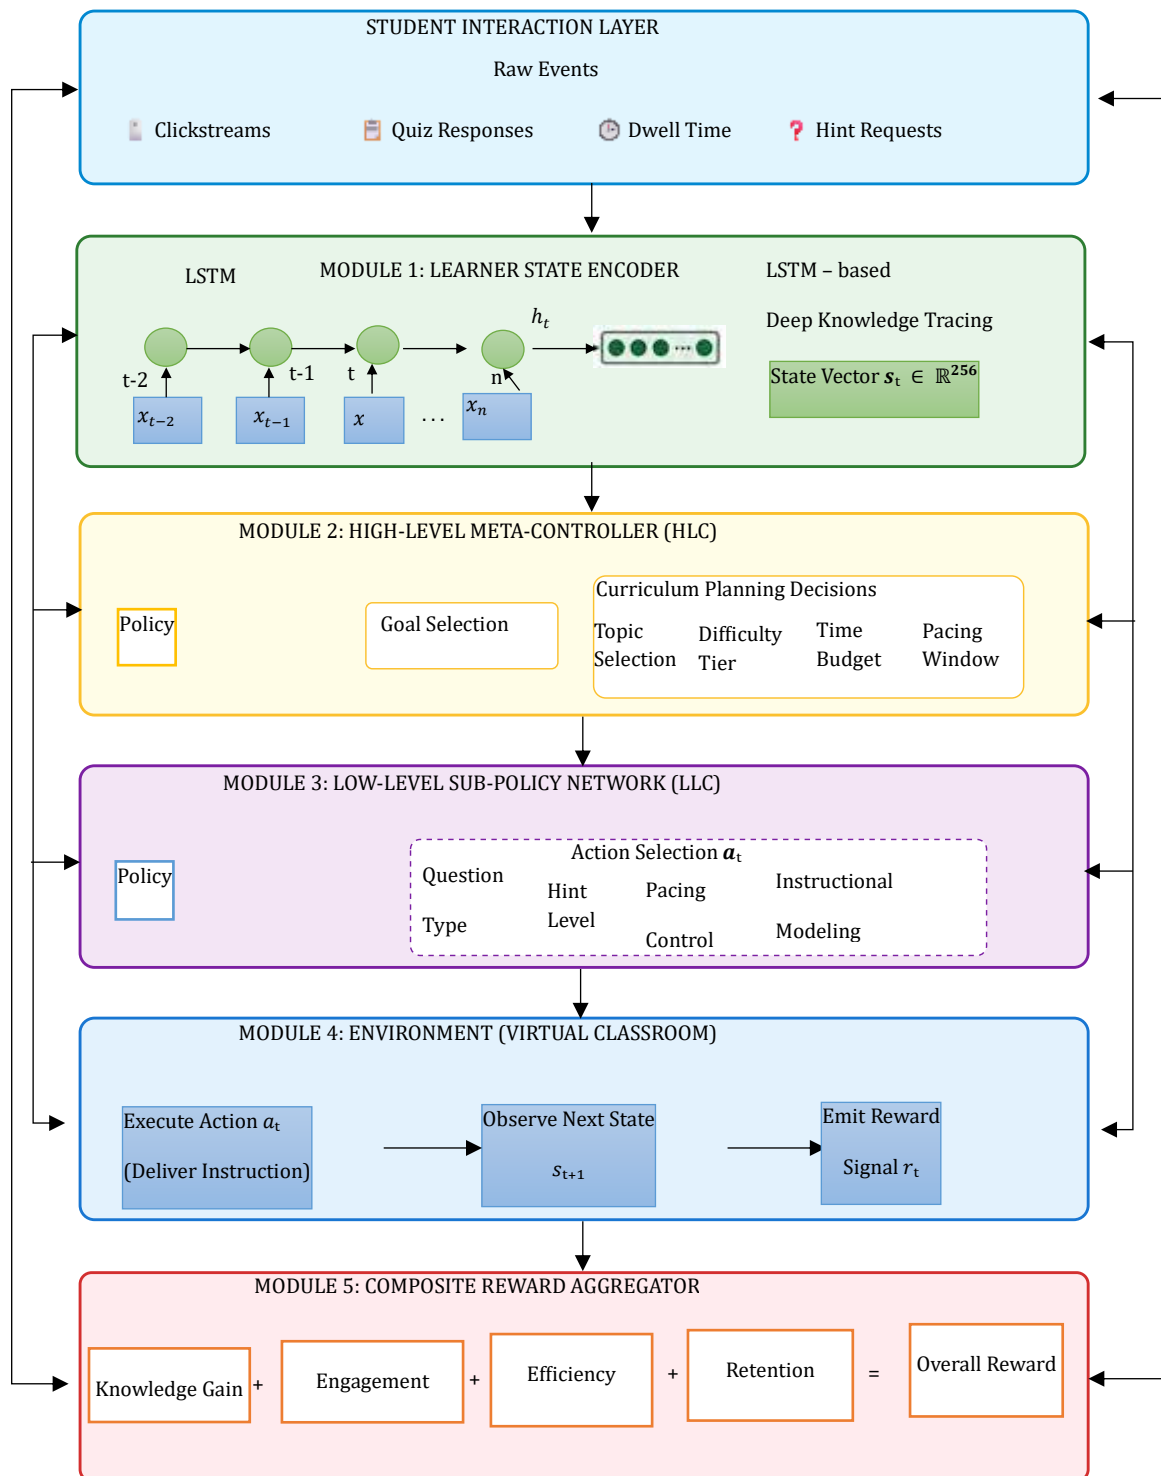 STUDENT INTERACTION LAYER
Raw Events
Clickstreams
Quiz Responses
Dwell Time
Hint Requests
LSTM
MODULE 1: LEARNER STATE ENCODER
LSTM – based
Deep Knowledge Tracing
h_t
t-2
t-1
t
n
x_{t−2}
x_{t−1}
x
...
x_n
State Vector s_t ∈ ℝ^256
MODULE 2: HIGH-LEVEL META-CONTROLLER (HLC)
Policy
Goal Selection
Curriculum Planning Decisions
Topic
Selection
Difficulty
Tier
Time
Budget
Pacing
Window
MODULE 3: LOW-LEVEL SUB-POLICY NETWORK (LLC)
Policy
Action Selection a_t
Question
Type
Hint
Level
Pacing
Control
Instructional
Modeling
MODULE 4: ENVIRONMENT (VIRTUAL CLASSROOM)
Execute Action a_t
(Deliver Instruction)
Observe Next State
s_{t+1}
Emit Reward
Signal r_t
MODULE 5: COMPOSITE REWARD AGGREGATOR
Knowledge Gain + Engagement + Efficiency + Retention = Overall Reward